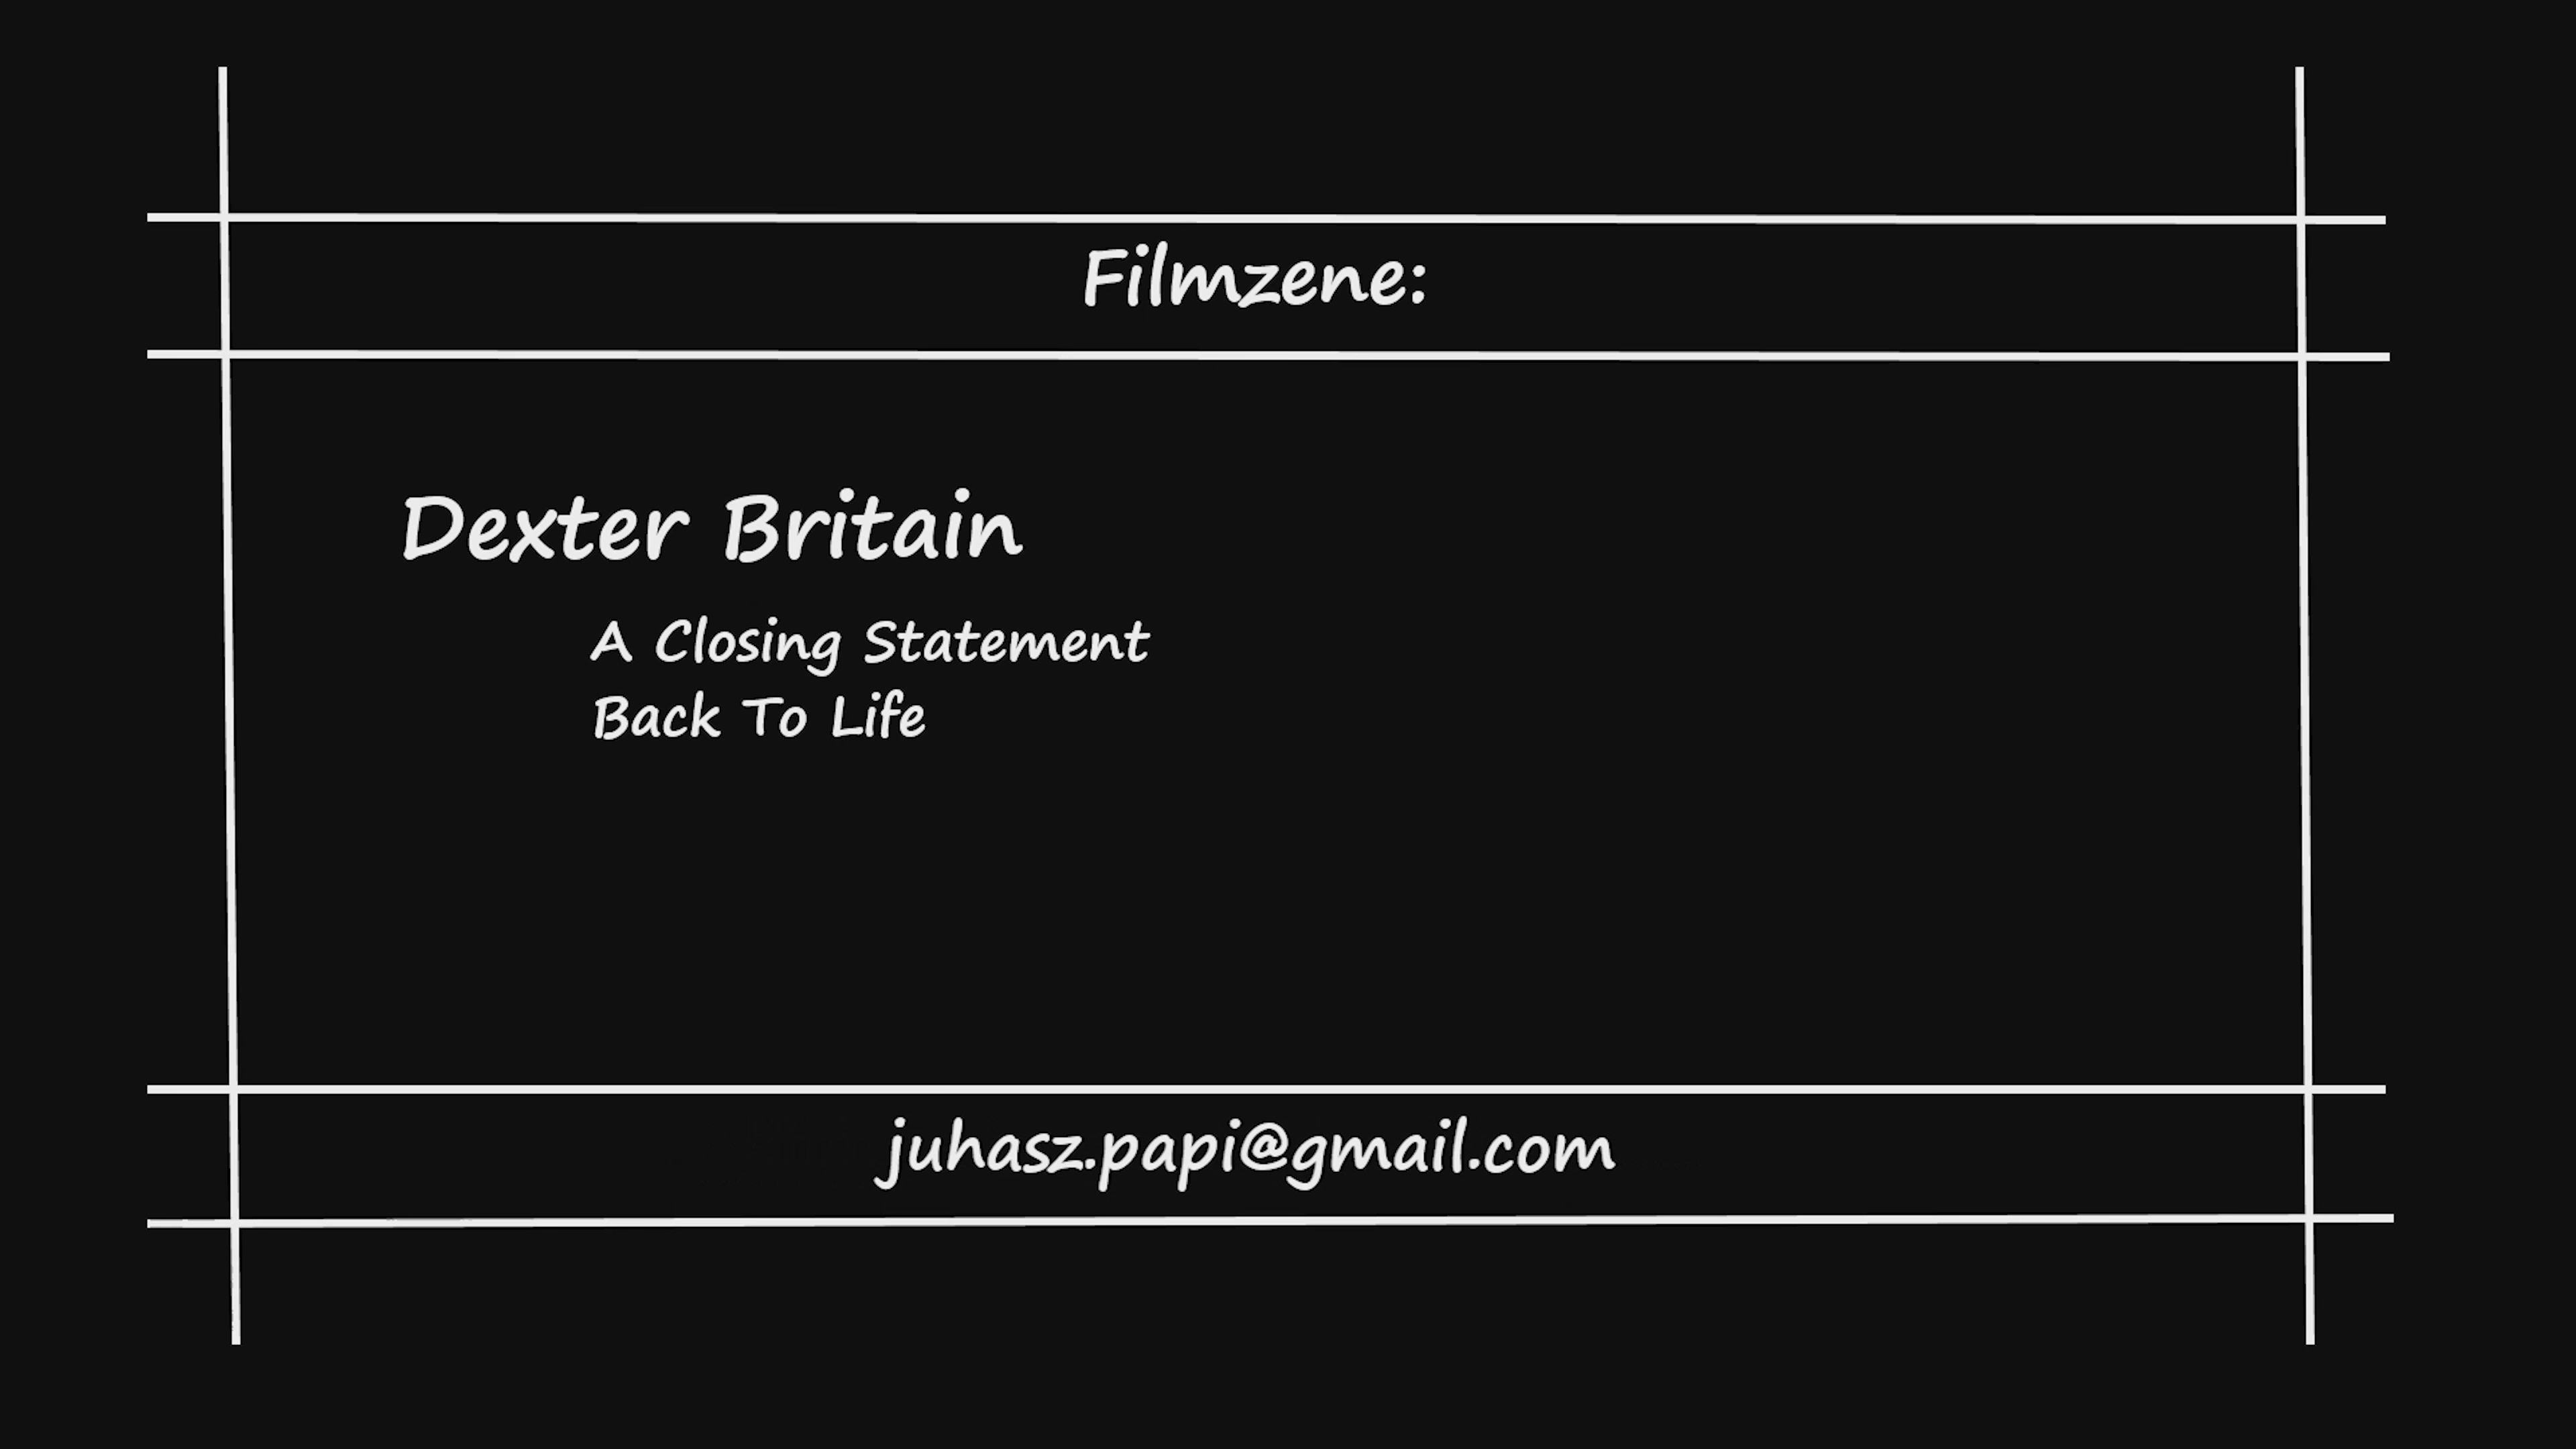 Filmzene:
Dexter Britain
A Closing Statement
Back To Life
juhasz.papi@gmail.com